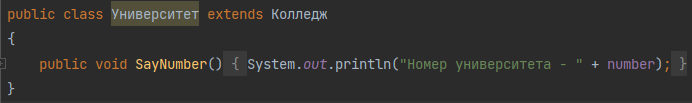 public class Университет extends Колледж
{
public void SayNumber() { System.out.println("Номер университета - " + number); }
}